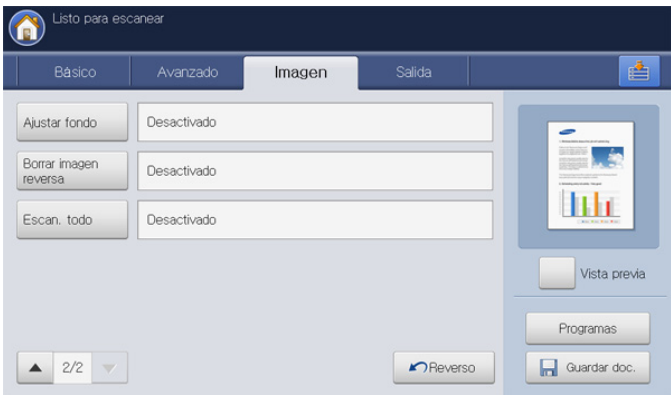 Listo para escanear
Básico
Avanzado
Imagen
Salida
Ajustar fondo
Desactivado
Borrar imagen
reversa
Desactivado
Escan. todo
Desactivado
Vista previa
Programas
2/2
Reverso
Guardar doc.